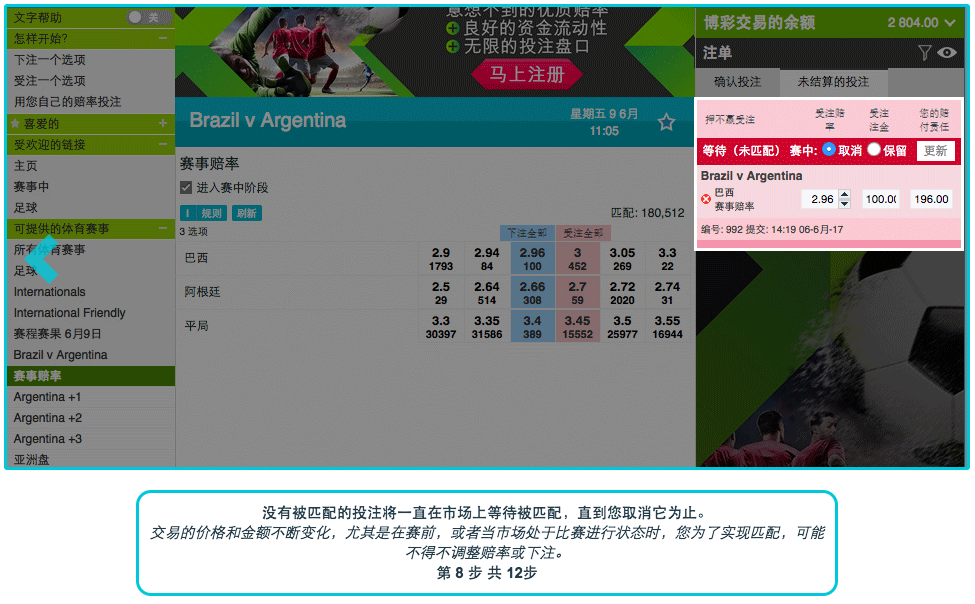 文字帮助 关
怎样开始? −
下注一个选项
受注一个选项
用您自己的赔率投注
喜爱的 +
受欢迎的链接 −
主页
赛事中
足球
可提供的体育赛事 −
所有体育赛事
足球
Internationals
International Friendly
赛程赛果 6月9日
Brazil v Argentina
赛事赔率
Argentina +1
Argentina +2
Argentina +3
亚洲盘
意想不到的优质赔率
良好的资金流动性
无限的投注盘口
马上注册
Brazil v Argentina
星期五 9 6月
11:05
赛事赔率
进入赛中阶段
I 规则 刷新
匹配: 180,512
3 选项 下注全部 受注全部
巴西 2.9 2.94 2.96 3 3.05 3.3
1793 84 100 452 269 22
阿根廷 2.5 2.64 2.66 2.7 2.72 2.74
29 514 308 59 2020 31
平局 3.3 3.35 3.4 3.45 3.5 3.55
30397 31586 389 15552 25977 16944
博彩交易的余额 2 804.00
注单
确认投注 未结算的投注
押不赢受注 受注赔率 受注注金 您的赔付责任
等待（未匹配） 赛中: 取消 保留 更新
Brazil v Argentina
巴西
赛事赔率 2.96 100.00 196.00
编号: 992 提交: 14:19 06-6月-17
没有被匹配的投注将一直在市场上等待被匹配，直到您取消它为止。
交易的价格和金额不断变化，尤其是在赛前，或者当市场处于比赛进行状态时，您为了实现匹配，可能
不得不调整赔率或下注。
第 8 步 共 12步